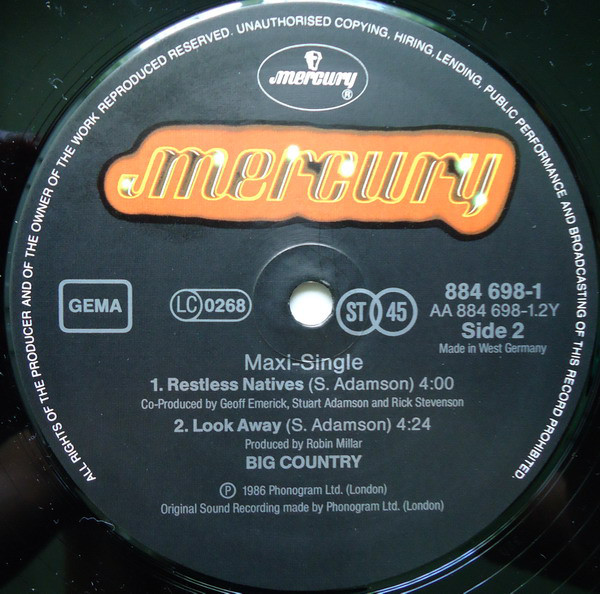 ALL RIGHTS OF THE PRODUCER AND OF THE OWNER OF THE WORK REPRODUCED RESERVED. UNAUTHORISED COPYING, HIRING, LENDING, PUBLIC PERFORMANCE AND BROADCASTING OF THIS RECORD PROHIBITED.
mercury
®
mercury
GEMA
LC 0268
ST 45
884 698-1
AA 884 698-1.2Y
Side 2
Made in West Germany
Maxi-Single
1. Restless Natives (S. Adamson) 4:00
Co-Produced by Geoff Emerick, Stuart Adamson and Rick Stevenson
2. Look Away (S. Adamson) 4:24
Produced by Robin Millar
BIG COUNTRY
Ⓟ 1986 Phonogram Ltd. (London)
Original Sound Recording made by Phonogram Ltd. (London)